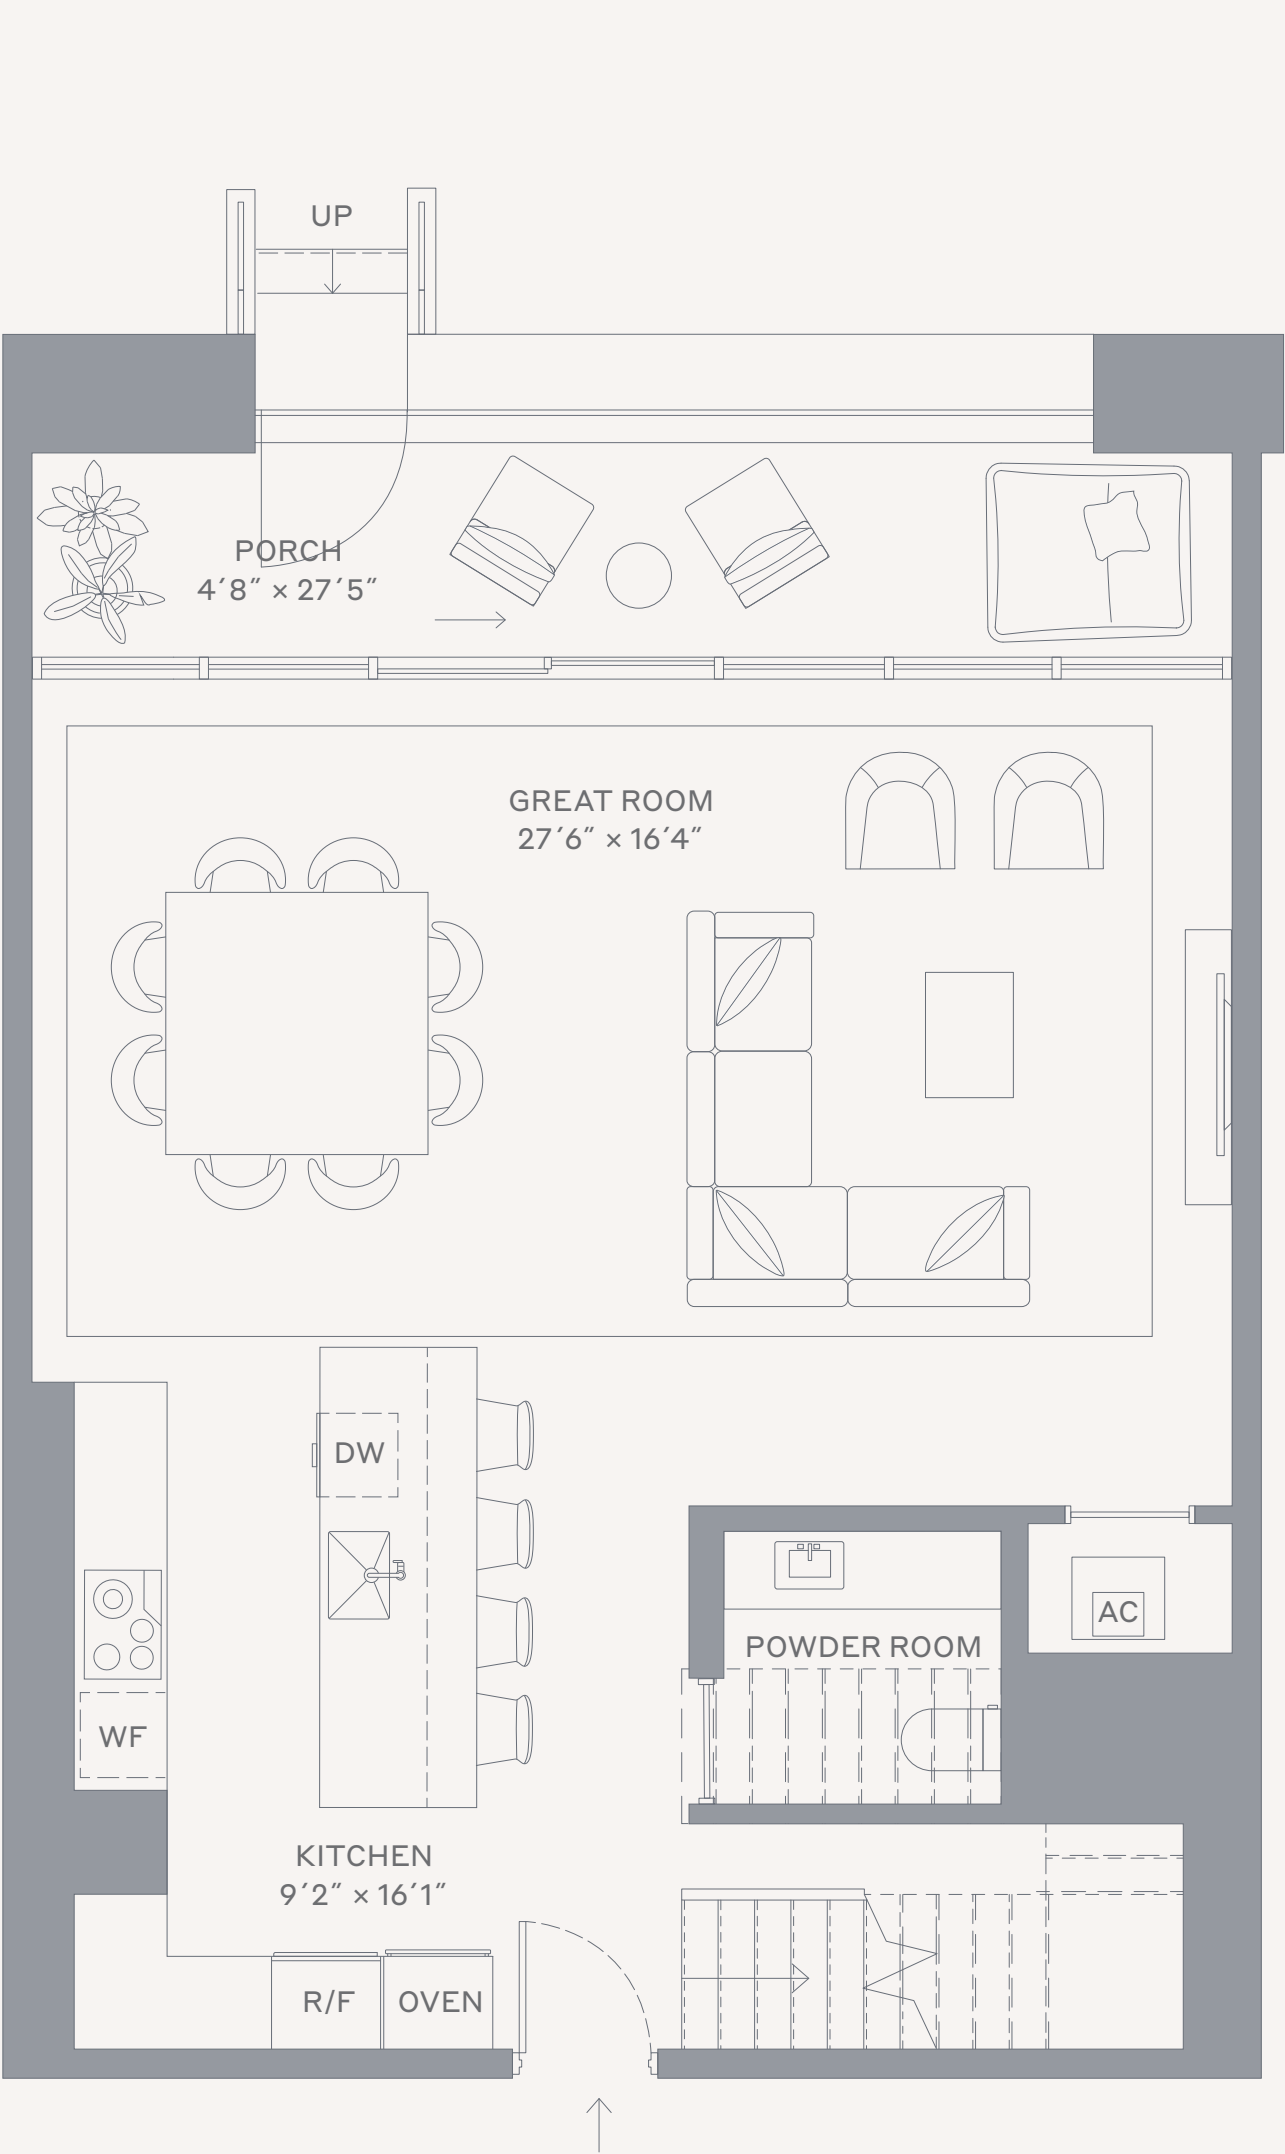 UP
PORCH
4′8″ × 27′5″
GREAT ROOM
27′6″ × 16′4″
DW
AC
POWDER ROOM
WF
KITCHEN
9′2″ × 16′1″
R/F
OVEN